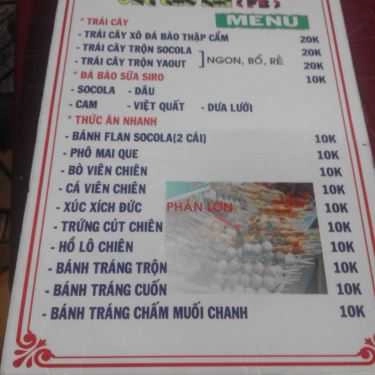 MENU
* TRÁI CÂY
- TRÁI CÂY XÔ ĐÁ BÀO THẬP CẨM 20K
- TRÁI CÂY TRỘN SOCOLA 20K
- TRÁI CÂY TRỘN YAOUT 20K
NGON, BỔ, RẺ
* ĐÁ BÀO SỮA SIRO 10K
- SOCOLA - DÂU
- CAM - VIỆT QUẤT - DƯA LƯỚI
* THỨC ĂN NHANH
- BÁNH FLAN SOCOLA(2 CÁI) 10K
- PHÔ MAI QUE 10K
- BÒ VIÊN CHIÊN 10K
- CÁ VIÊN CHIÊN 10K
- XÚC XÍCH ĐỨC 10K
PHẦN LỚN
- TRỨNG CÚT CHIÊN 10K
- HỒ LÔ CHIÊN 10K
- BÁNH TRÁNG TRỘN 10K
- BÁNH TRÁNG CUỐN 10K
- BÁNH TRÁNG CHẤM MUỐI CHANH 10K